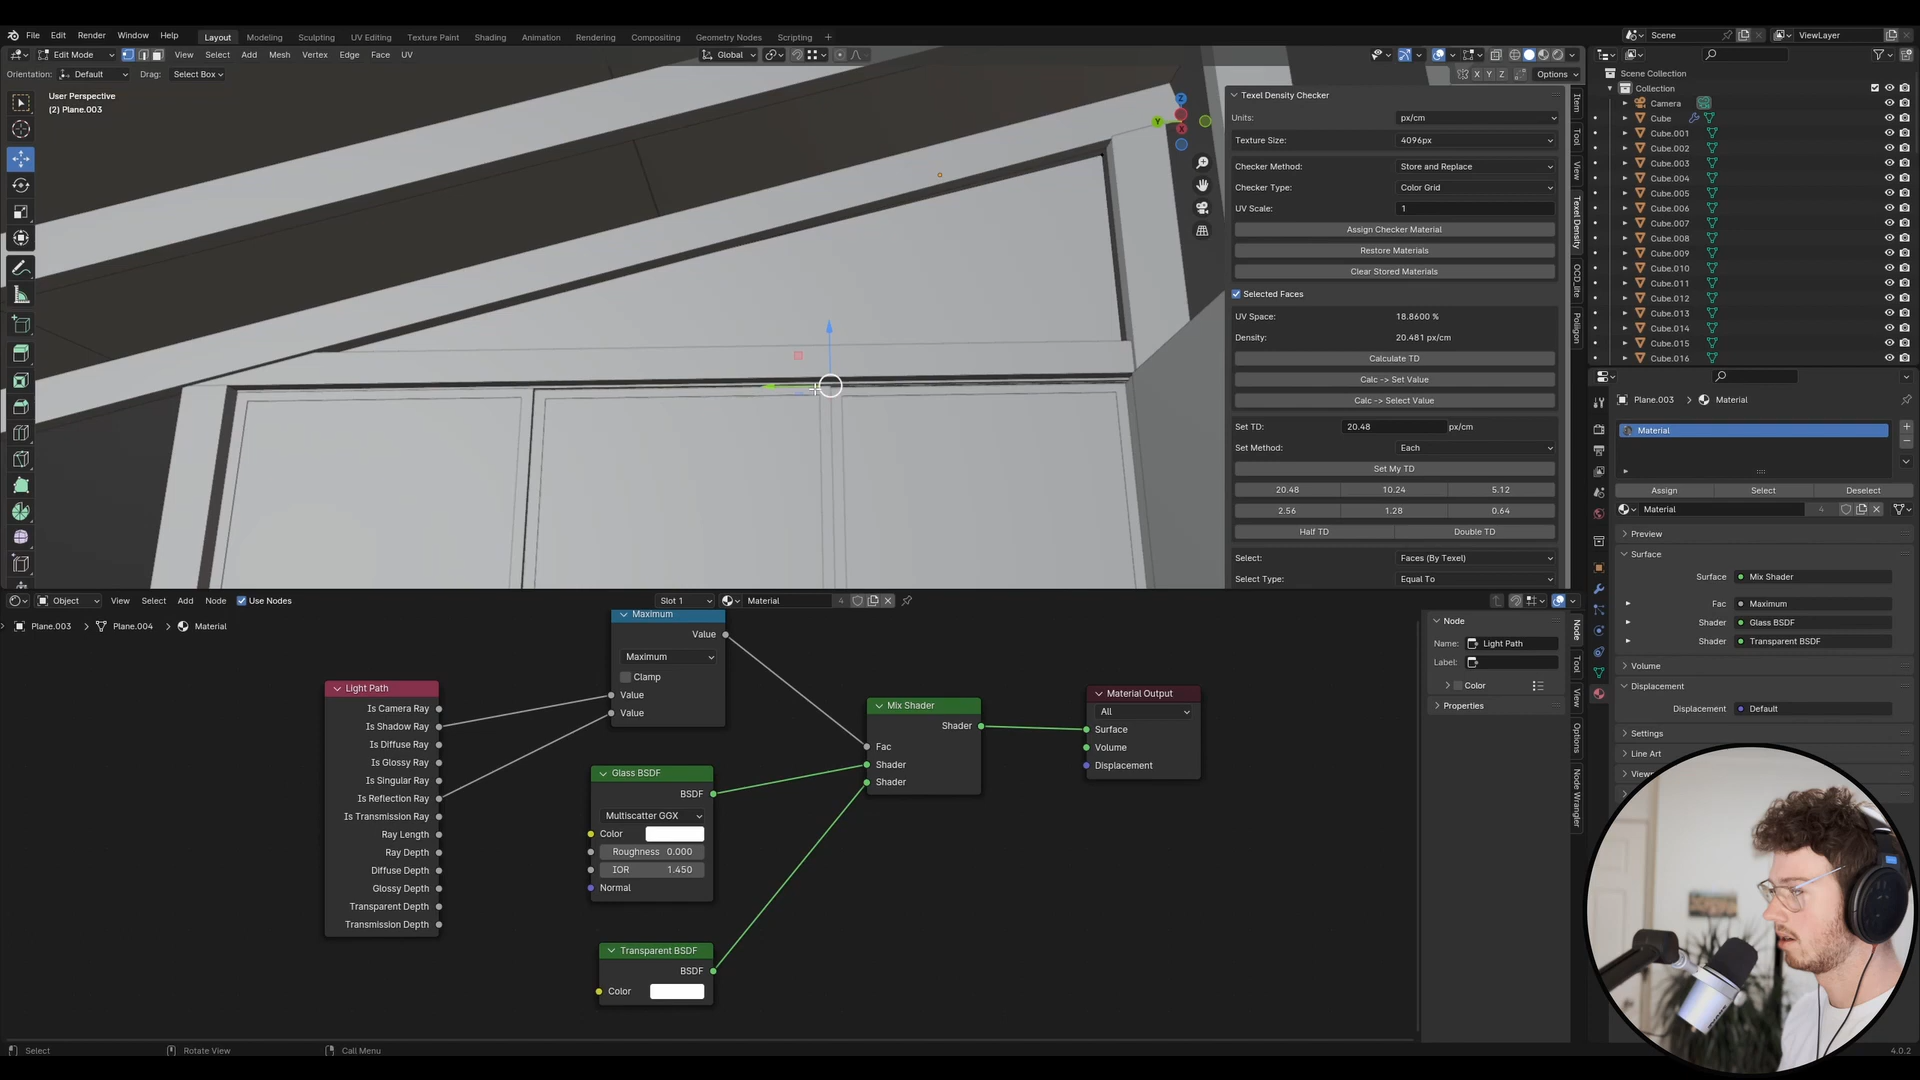 File Edit Render Window Help Layout Modeling Sculpting UV Editing Texture Paint Shading Animation Rendering Compositing Geometry Nodes Scripting + Scene ViewLayer
Edit Mode View Select Add Mesh Vertex Edge Face UV Global
Orientation: Default Drag: Select Box X Y Z Options
User Perspective
(2) Plane.003
Z
Y
X
Texel Density Checker
Units: px/cm
Texture Size: 4096px
Checker Method: Store and Replace
Checker Type: Color Grid
UV Scale: 1
Assign Checker Material
Restore Materials
Clear Stored Materials
Selected Faces
UV Space: 18.8600 %
Density: 20.481 px/cm
Calculate TD
Calc -> Set Value
Calc -> Select Value
Set TD: 20.48 px/cm
Set Method: Each
Set My TD
20.48 10.24 5.12
2.56 1.28 0.64
Half TD Double TD
Select: Faces (By Texel)
Select Type: Equal To
Item
Tool
View
Texel Density
OCD_lite
Poliigon
Scene Collection
Collection
Camera
Cube
Cube.001
Cube.002
Cube.003
Cube.004
Cube.005
Cube.006
Cube.007
Cube.008
Cube.009
Cube.010
Cube.011
Cube.012
Cube.013
Cube.014
Cube.015
Cube.016
Plane.003 Material
Material
Assign Select Deselect
Material 4
Preview
Surface
Surface Mix Shader
Fac Maximum
Shader Glass BSDF
Shader Transparent BSDF
Volume
Displacement
Displacement Default
Settings
Line Art
Object View Select Add Node Use Nodes Slot 1 Material 4
Plane.003 Plane.004 Material
Maximum
Value
Maximum
Clamp
Value
Value
Light Path
Is Camera Ray
Is Shadow Ray
Is Diffuse Ray
Is Glossy Ray
Is Singular Ray
Is Reflection Ray
Is Transmission Ray
Ray Length
Ray Depth
Diffuse Depth
Glossy Depth
Transparent Depth
Transmission Depth
Glass BSDF
BSDF
Multiscatter GGX
Color
Roughness 0.000
IOR 1.450
Normal
Transparent BSDF
BSDF
Color
Mix Shader
Shader
Fac
Shader
Shader
Material Output
All
Surface
Volume
Displacement
Node
Name: Light Path
Label:
Color
Properties
Node
Tool
View
Options
Node Wrangler
Select Rotate View Call Menu 4.0.2